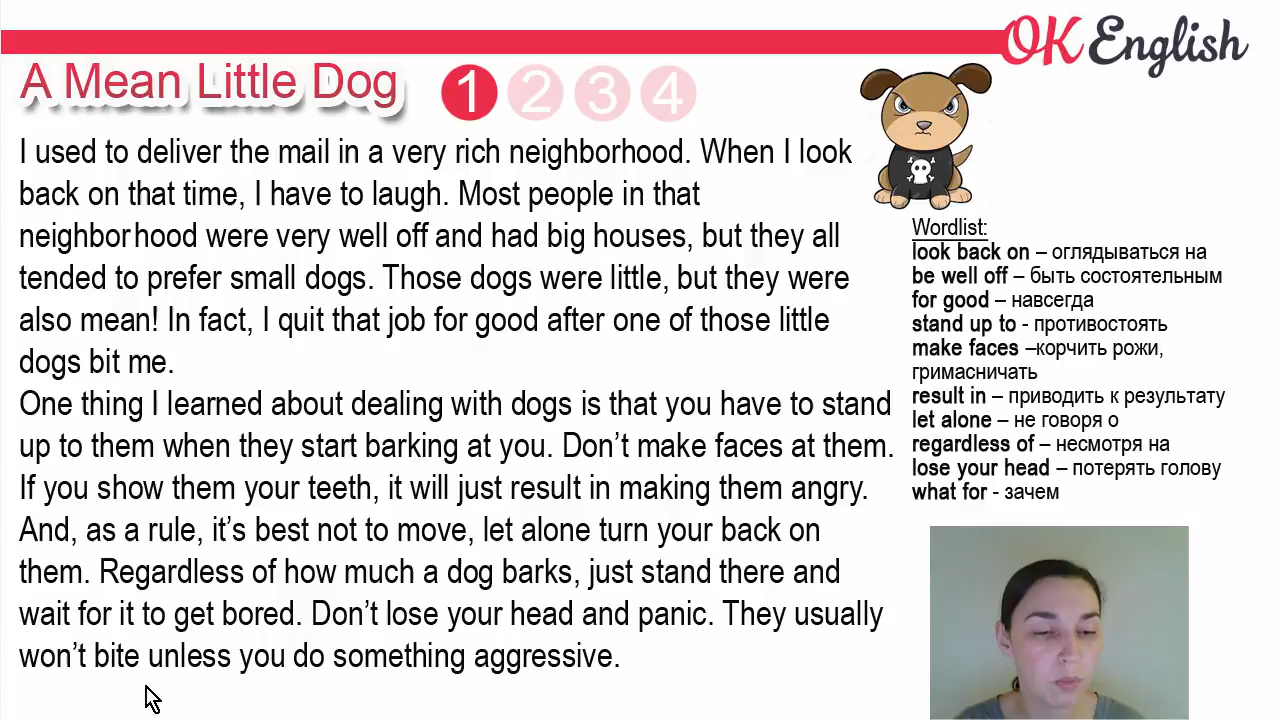 OK English
A Mean Little Dog 1 2 3 4
I used to deliver the mail in a very rich neighborhood. When I look
back on that time, I have to laugh. Most people in that
neighborhood were very well off and had big houses, but they all
tended to prefer small dogs. Those dogs were little, but they were
also mean! In fact, I quit that job for good after one of those little
dogs bit me.
One thing I learned about dealing with dogs is that you have to stand
up to them when they start barking at you. Don’t make faces at them.
If you show them your teeth, it will just result in making them angry.
And, as a rule, it’s best not to move, let alone turn your back on
them. Regardless of how much a dog barks, just stand there and
wait for it to get bored. Don’t lose your head and panic. They usually
won’t bite unless you do something aggressive.
Wordlist:
look back on – оглядываться на
be well off – быть состоятельным
for good – навсегда
stand up to - противостоять
make faces –корчить рожи,
гримасничать
result in – приводить к результату
let alone – не говоря о
regardless of – несмотря на
lose your head – потерять голову
what for - зачем